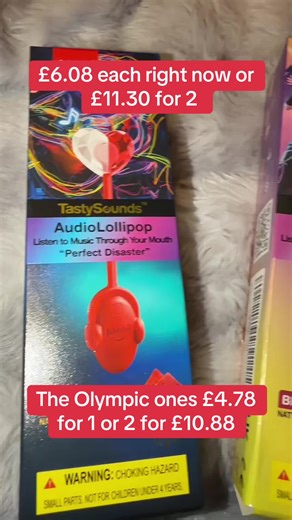 £6.08 each right now or
£11.30 for 2
TastySounds™
AudioLollipop
Listen to Music Through Your Mouth
"Perfect Disaster"
The Olympic ones £4.78
for 1 or 2 for £10.88
WARNING: CHOKING HAZARD
SMALL PARTS. NOT FOR CHILDREN UNDER 4 YEARS.
SMALL